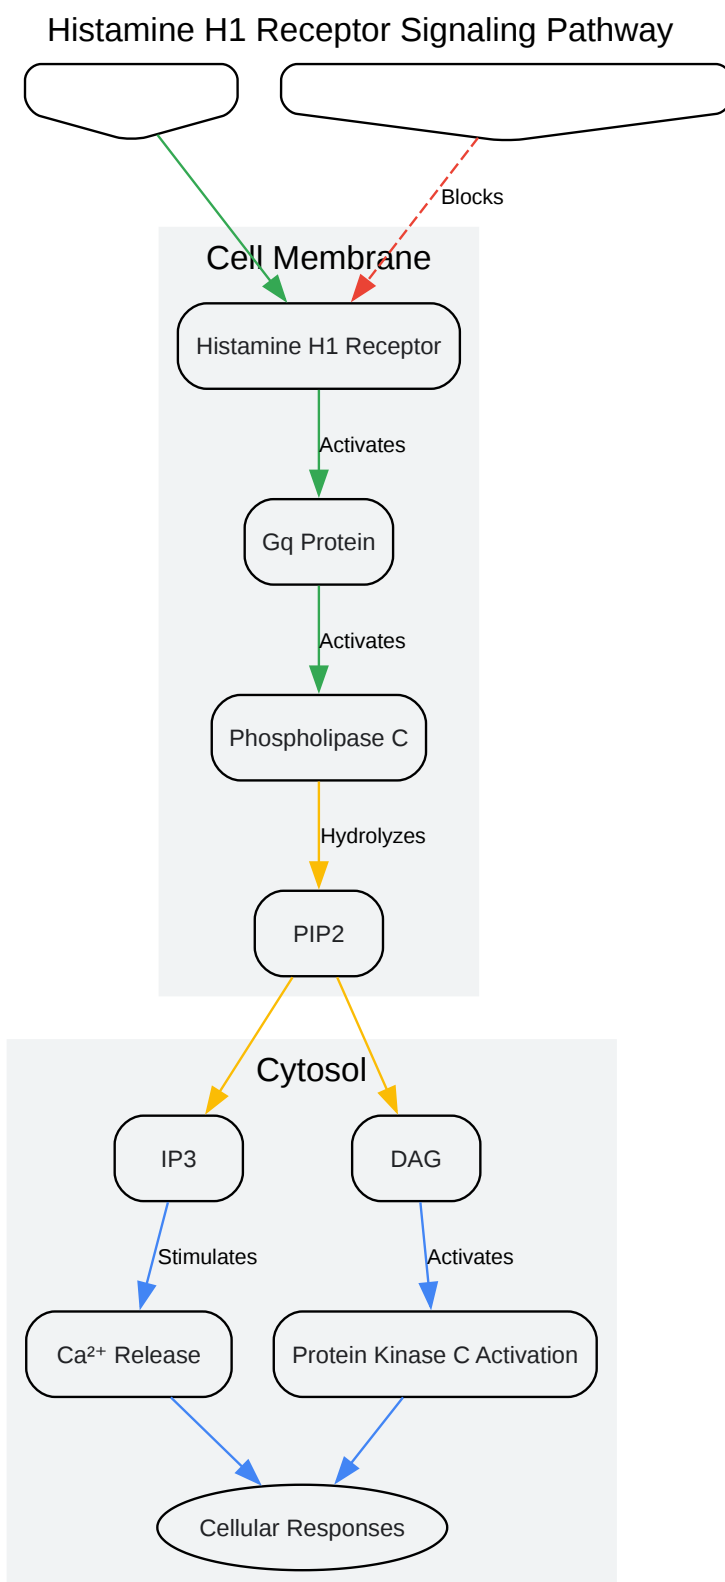 Histamine H1 Receptor Signaling Pathway
Blocks
Cell Membrane
Histamine H1 Receptor
Activates
Gq Protein
Activates
Phospholipase C
Hydrolyzes
PIP2
Cytosol
IP3
DAG
Stimulates
Activates
Ca²⁺ Release
Protein Kinase C Activation
Cellular Responses